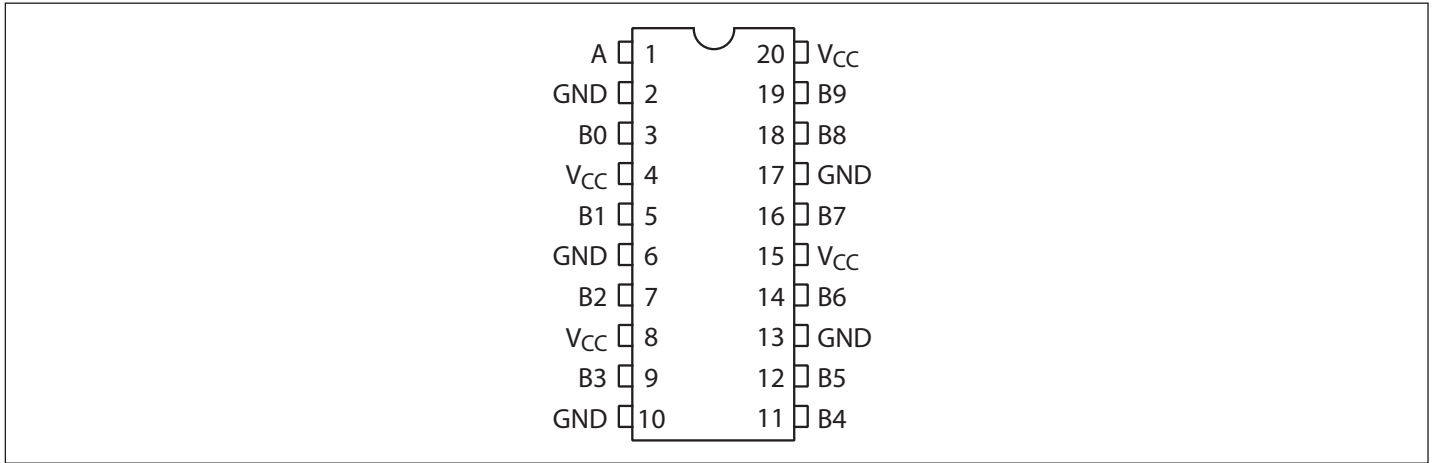 A 1 20 VCC
GND 2 19 B9
B0 3 18 B8
VCC 4 17 GND
B1 5 16 B7
GND 6 15 VCC
B2 7 14 B6
VCC 8 13 GND
B3 9 12 B5
GND 10 11 B4